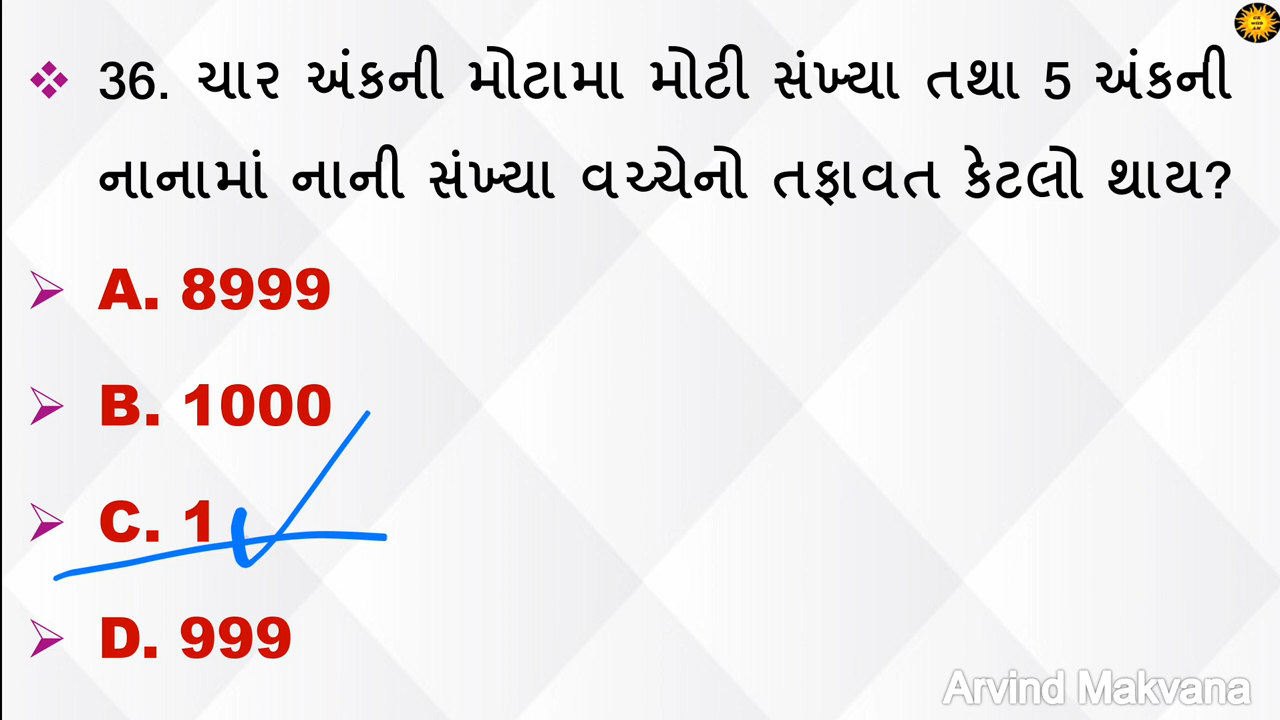 36. ચાર અંકની મોટામા મોટી સંખ્યા તથા 5 અંકની
નાનામાં નાની સંખ્યા વચ્ચેનો તફાવત કેટલો થાય?
A. 8999
B. 1000
C. 1
D. 999
Arvind Makvana